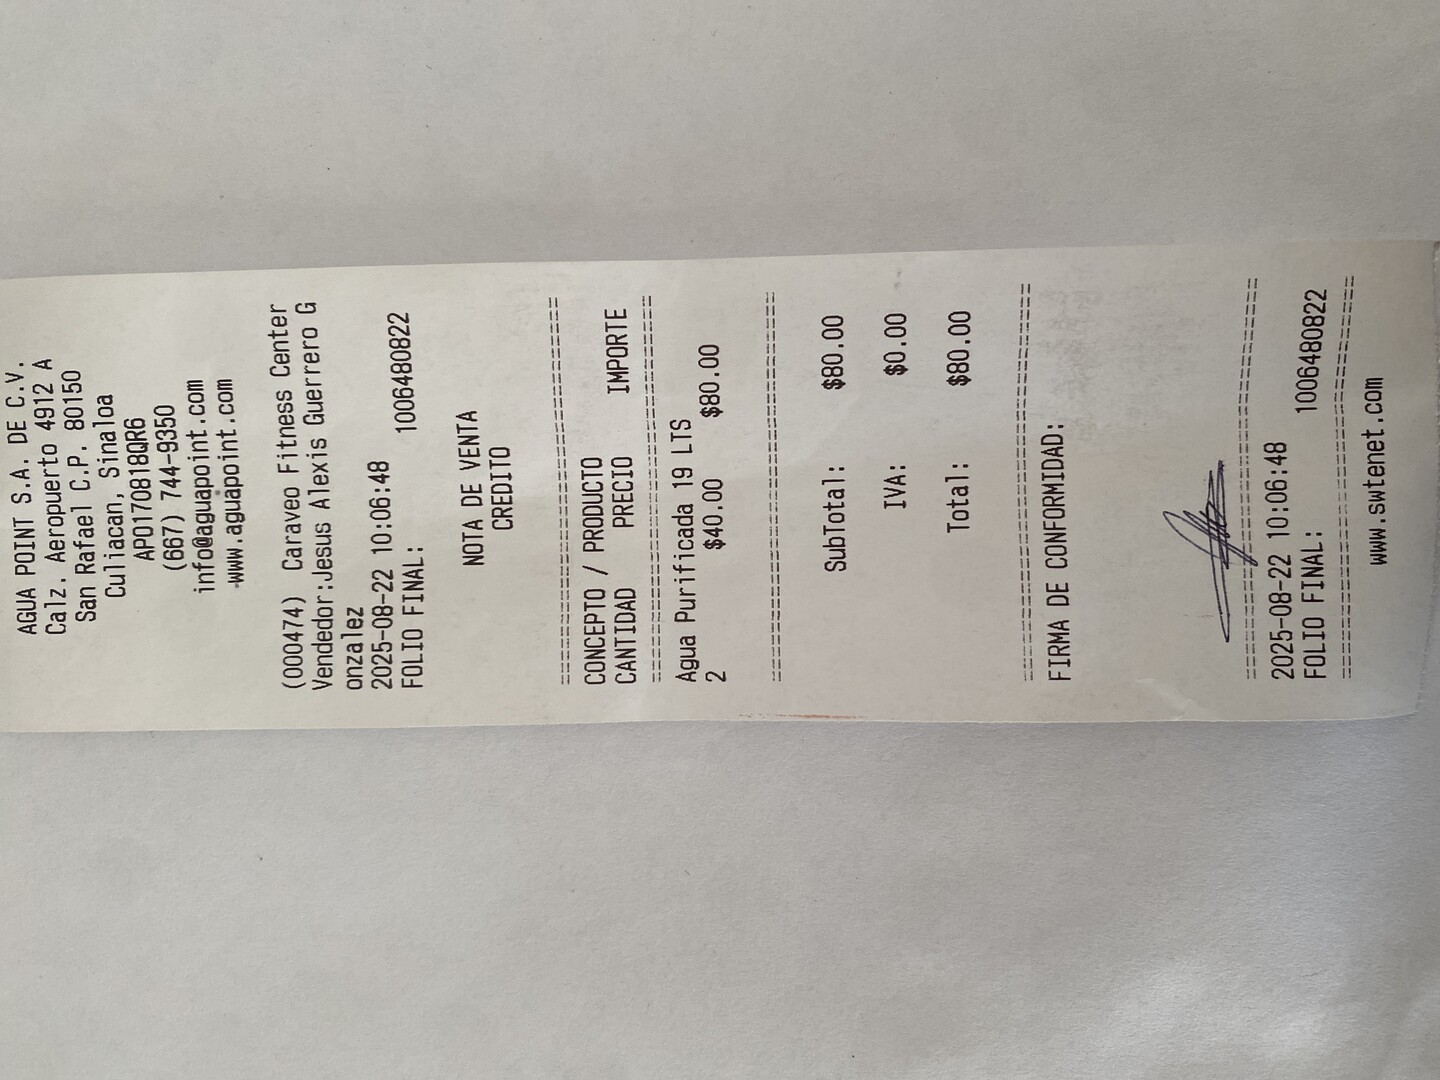 AGUA POINT S.A. DE C.V.
Calz. Aeropuerto 4912 A
San Rafael C.P. 80150
Culiacan, Sinaloa
APO170818QR6
(667) 744-9350
info@aguapoint.com
www.aguapoint.com
(000474) Caraveo Fitness Center
Vendedor:Jesus Alexis Guerrero G
onzalez
2025-08-22 10:06:48
FOLIO FINAL: 1006480822
NOTA DE VENTA
CREDITO
================================
CONCEPTO / PRODUCTO
CANTIDAD PRECIO IMPORTE
================================
Agua Purificada 19 LTS
2 $40.00 $80.00
================================
SubTotal: $80.00
IVA: $0.00
Total: $80.00
================================
FIRMA DE CONFORMIDAD:
================================
2025-08-22 10:06:48
FOLIO FINAL: 1006480822
================================
www.swtenet.com